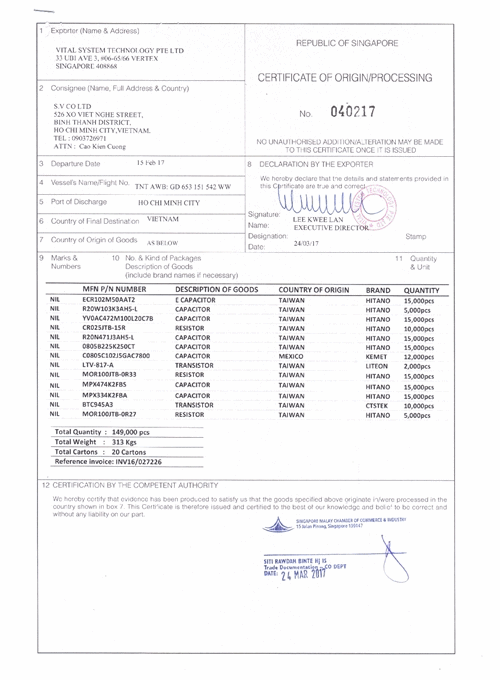 1 Exporter (Name & Address)
VITAL SYSTEM TECHNOLOGY PTE LTD
33 UBI AVE 3, #06-65/66 VERTEX
SINGAPORE 408868
REPUBLIC OF SINGAPORE
CERTIFICATE OF ORIGIN/PROCESSING
No. 040217
NO UNAUTHORISED ADDITION/ALTERATION MAY BE MADE
TO THIS CERTIFICATE ONCE IT IS ISSUED
2 Consignee (Name, Full Address & Country)
S.V CO LTD
526 XO VIET NGHE STREET,
BINH THANH DISTRICT,
HO CHI MINH CITY,VIETNAM.
TEL : 0903726971
ATTN : Cao Kien Cuong
3 Departure Date 15 Feb 17
4 Vessel's Name/Flight No. TNT AWB: GD 653 151 542 WW
5 Port of Discharge HO CHI MINH CITY
6 Country of Final Destination VIETNAM
7 Country of Origin of Goods AS BELOW
8 DECLARATION BY THE EXPORTER
We hereby declare that the details and statements provided in
this Certificate are true and correct
Signature:
Name: LEE KWEE LAN
Designation: EXECUTIVE DIRECTOR
Date: 24/03/17
Stamp
9 Marks & Numbers
10 No. & Kind of Packages
Description of Goods
(include brand names if necessary)
11 Quantity & Unit
MFN P/N NUMBER DESCRIPTION OF GOODS COUNTRY OF ORIGIN BRAND QUANTITY
NIL ECR102M50AAT2 E CAPACITOR TAIWAN HITANO 15,000pcs
NIL R20W103K3AH5-L CAPACITOR TAIWAN HITANO 5,000pcs
NIL YV0AC472M100L20C7B CAPACITOR TAIWAN HITANO 15,000pcs
NIL CR025JTB-15R RESISTOR TAIWAN HITANO 10,000pcs
NIL R20N471J3AH5-L CAPACITOR TAIWAN HITANO 15,000pcs
NIL 0805B225K250CT CAPACITOR TAIWAN HITANO 15,000pcs
NIL C0805C102J5GAC7800 CAPACITOR MEXICO KEMET 12,000pcs
NIL LTV-817-A TRANSISTOR TAIWAN LITEON 2,000pcs
NIL MOR100JTB-0R33 RESISTOR TAIWAN HITANO 15,000pcs
NIL MPX474K2FB5 CAPACITOR TAIWAN HITANO 15,000pcs
NIL MPX334K2FBA CAPACITOR TAIWAN HITANO 15,000pcs
NIL BTC945A3 TRANSISTOR TAIWAN CTSTEK 10,000pcs
NIL MOR100JTB-0R27 RESISTOR TAIWAN HITANO 5,000pcs
Total Quantity : 149,000 pcs
Total Weight : 313 Kgs
Total Cartons : 20 Cartons
Reference invoice: INV16/027226
12 CERTIFICATION BY THE COMPETENT AUTHORITY
We hereby certify that evidence has been produced to satisfy us that the goods specified above originate in/were processed in the
country shown in box 7. This Certificate is therefore issued and certified to the best of our knowledge and belief to be correct and
without any liability on our part.
SINGAPORE MALAY CHAMBER OF COMMERCE & INDUSTRY
15 Jalan Pinang, Singapore 199147
SITI RAWDHA BINTE HJ IS
Trade Documentation - CO DEPT
DATE: 24 MAR 2017